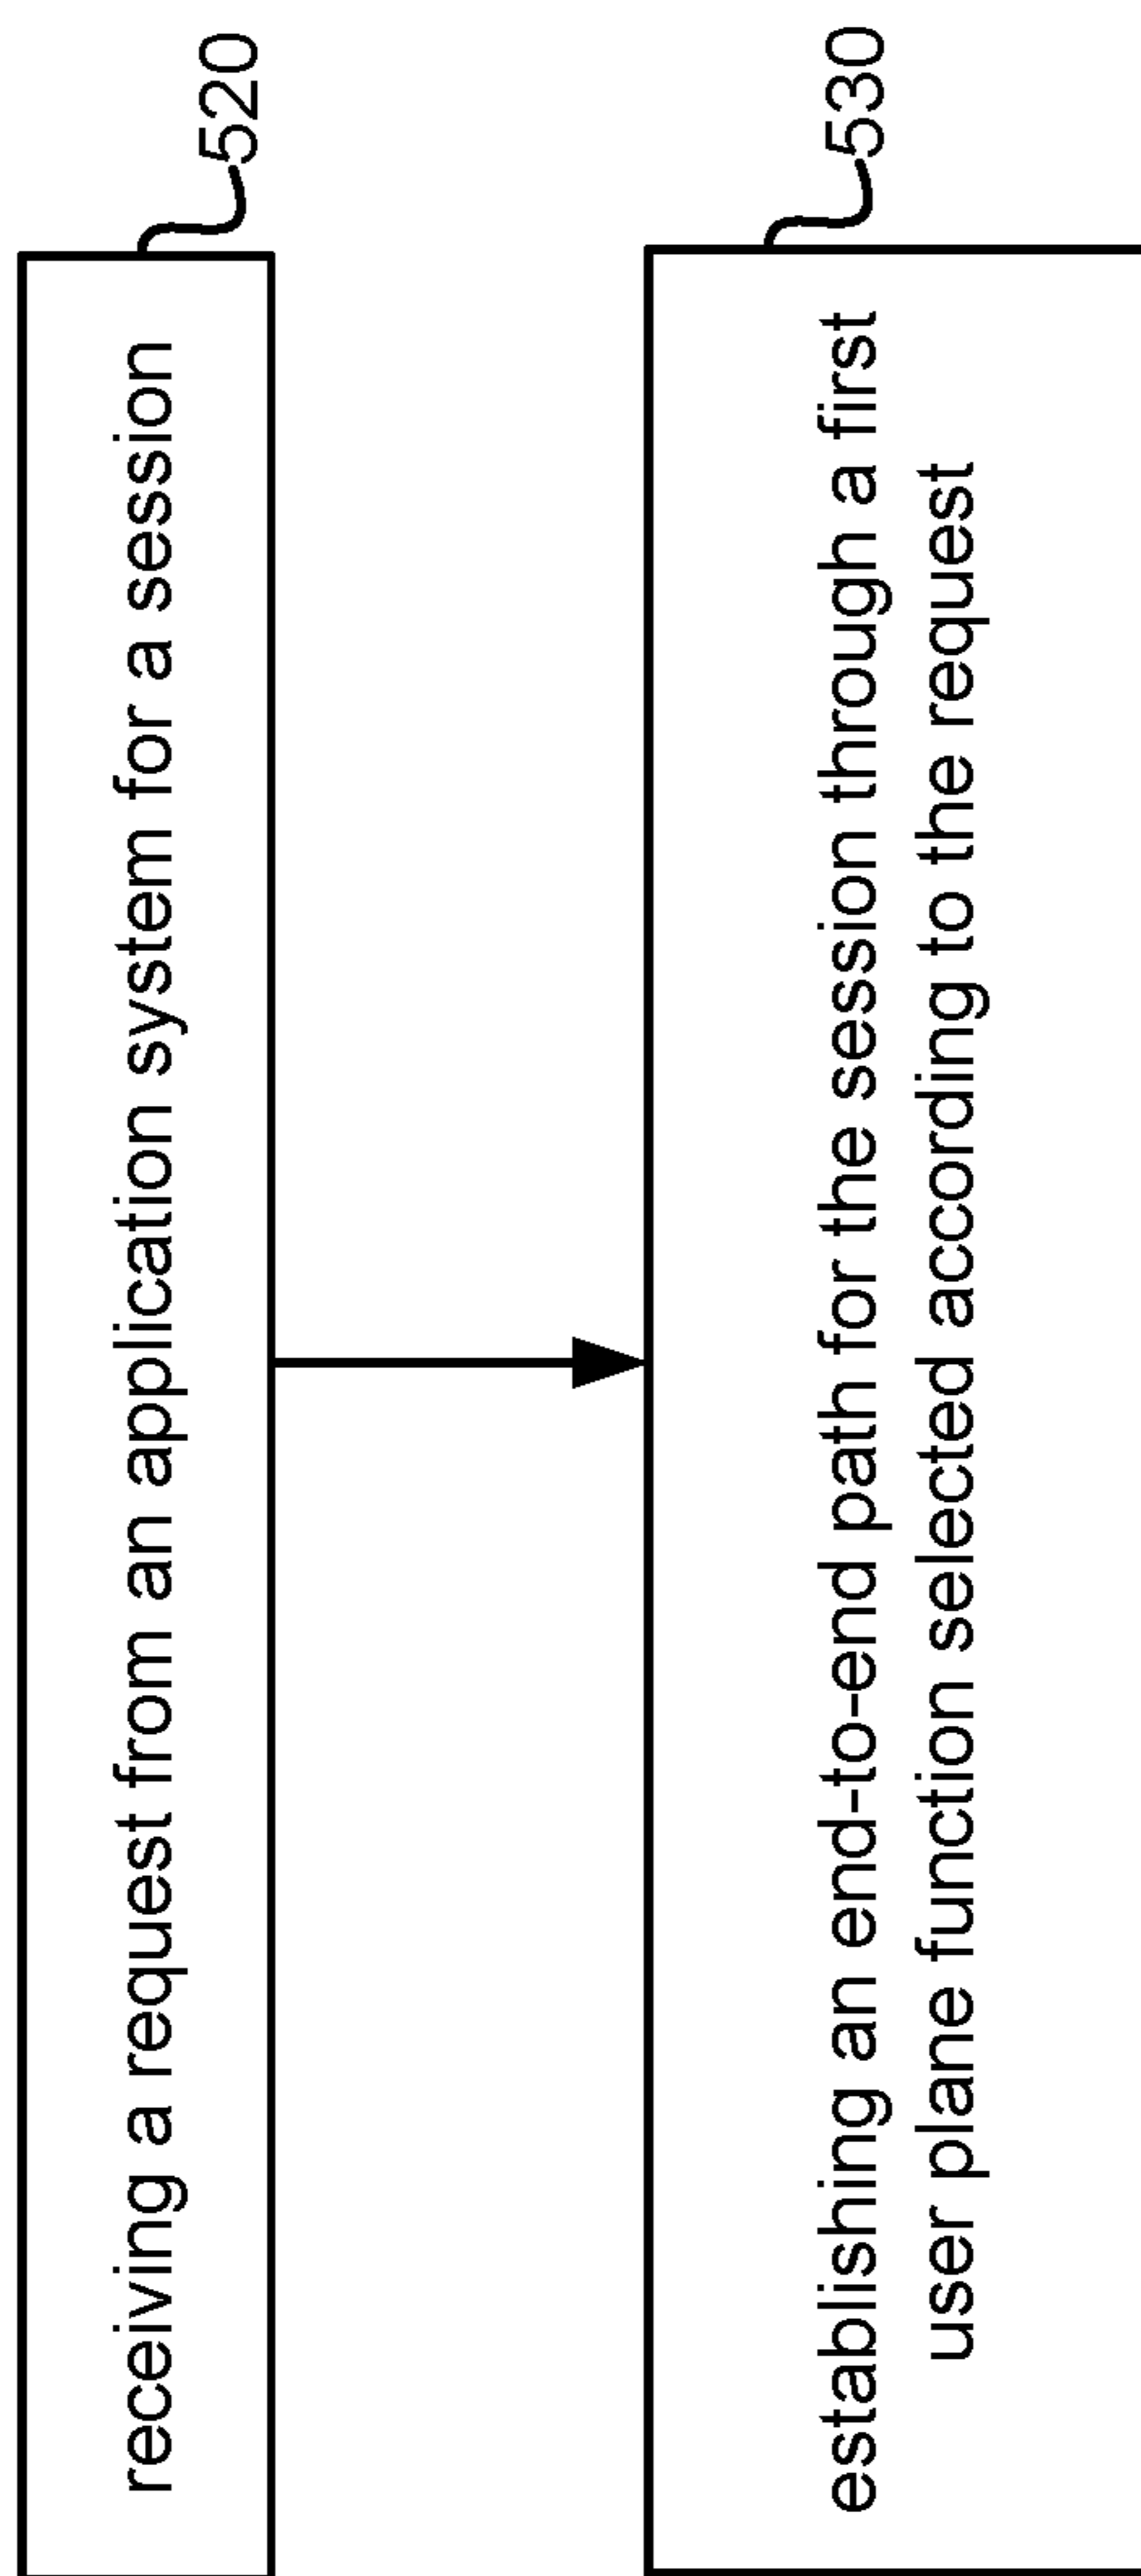 receiving a request from an application system for a session
520
establishing an end-to-end path for the session through a first
user plane function selected according to the request
530